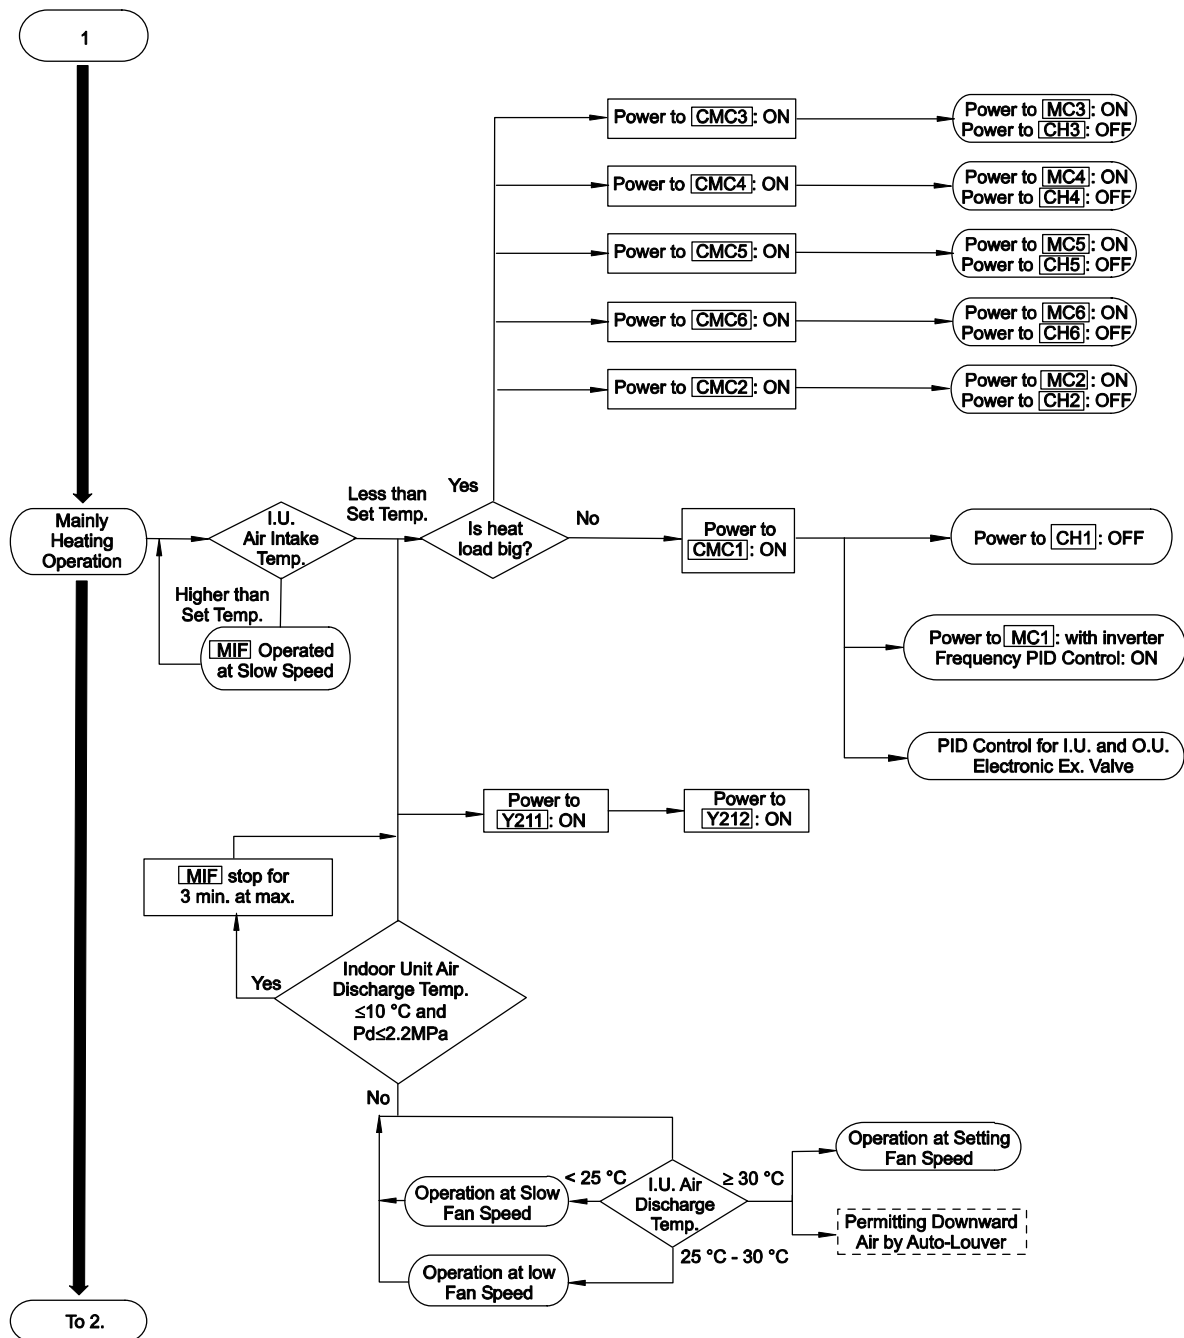 1
Power to CMC3: ON
Power to MC3: ON
Power to CH3: OFF
Power to CMC4: ON
Power to MC4: ON
Power to CH4: OFF
Power to CMC5: ON
Power to MC5: ON
Power to CH5: OFF
Power to CMC6: ON
Power to MC6: ON
Power to CH6: OFF
Power to CMC2: ON
Power to MC2: ON
Power to CH2: OFF
Mainly
Heating
Operation
I.U.
Air Intake
Temp.
Less than
Set Temp.
Yes
Is heat
load big?
No
Power to
CMC1: ON
Power to CH1: OFF
Higher than
Set Temp.
MIF Operated
at Slow Speed
Power to MC1: with inverter
Frequency PID Control: ON
PID Control for I.U. and O.U.
Electronic Ex. Valve
Power to
Y211: ON
Power to
Y212: ON
MIF stop for
3 min. at max.
Yes
Indoor Unit Air
Discharge Temp.
≤10 °C and
Pd≤2.2MPa
No
< 25 °C
I.U. Air
Discharge
Temp.
≥ 30 °C
25 °C - 30 °C
Operation at Setting
Fan Speed
Operation at Slow
Fan Speed
Permitting Downward
Air by Auto-Louver
Operation at low
Fan Speed
To 2.